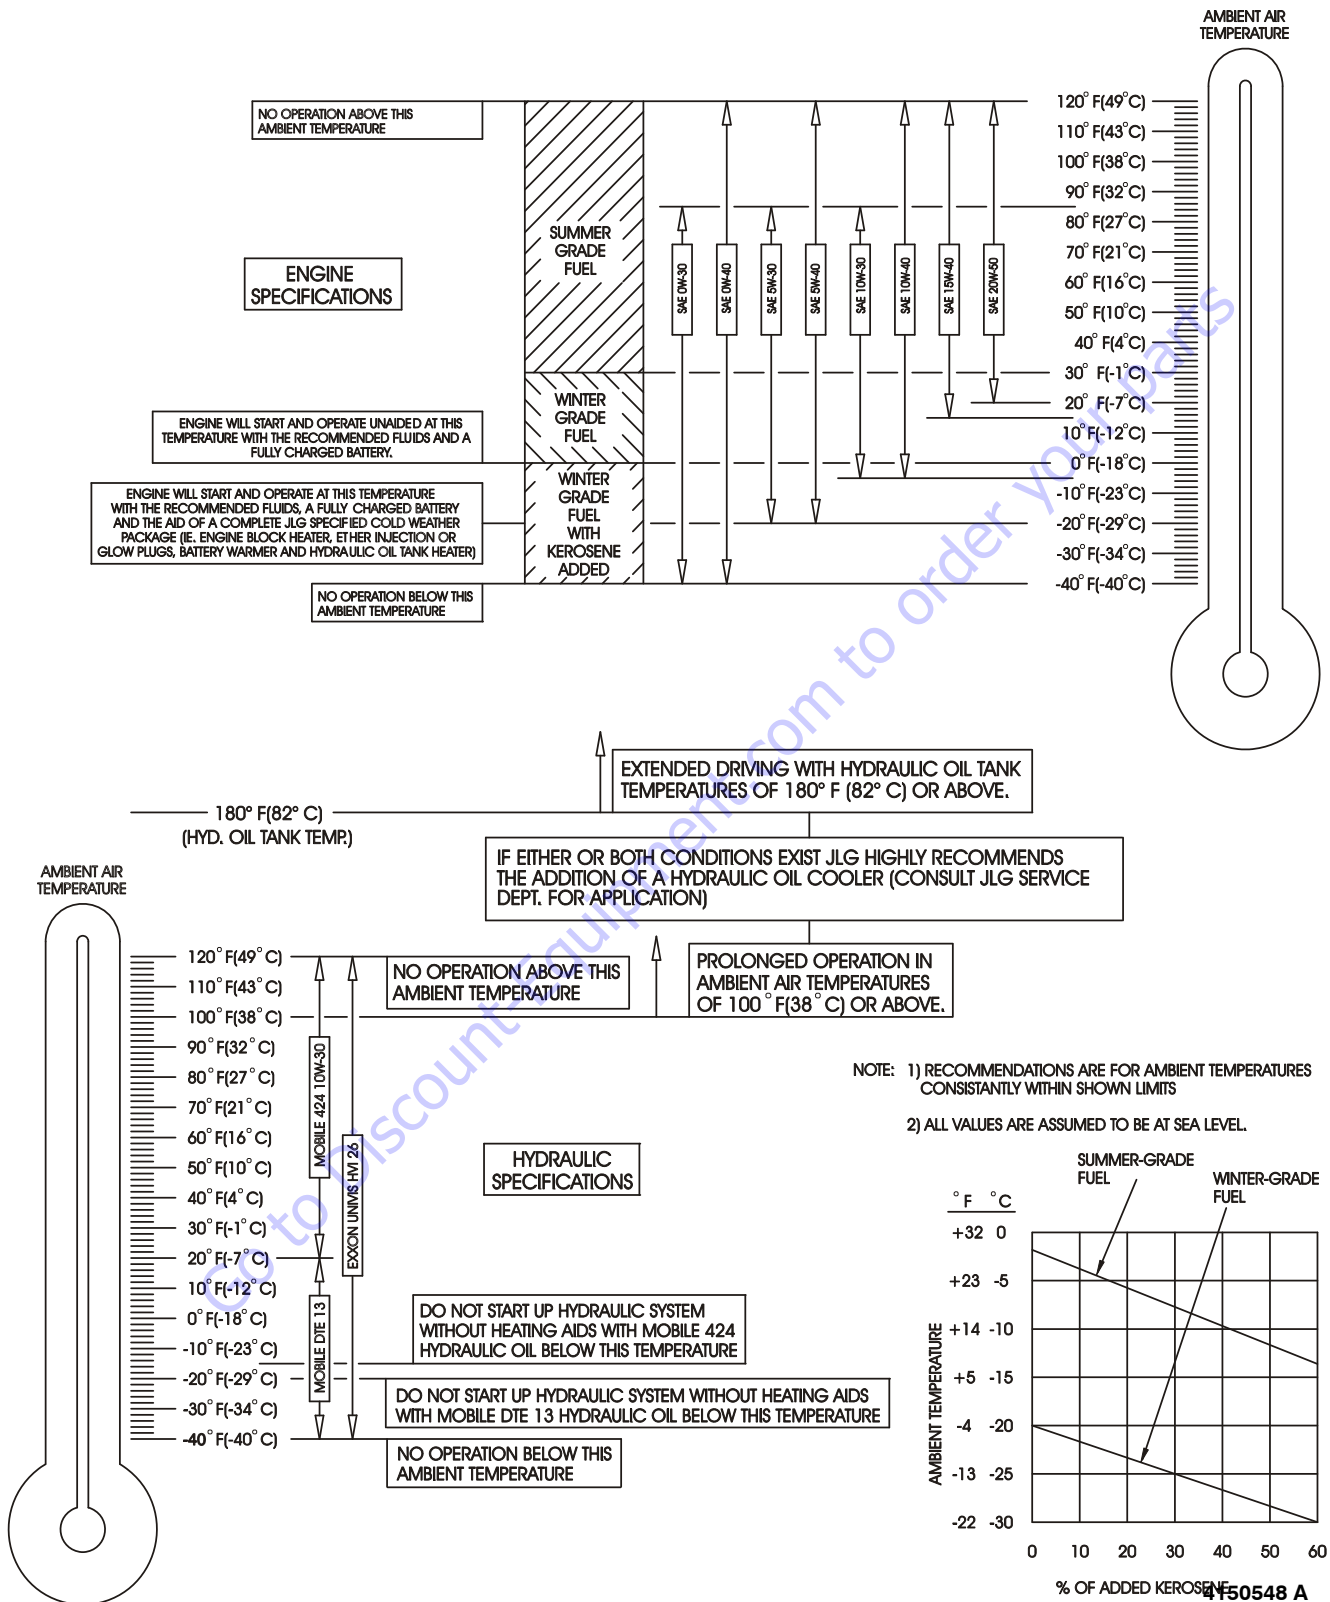 AMBIENT AIR
TEMPERATURE
NO OPERATION ABOVE THIS
AMBIENT TEMPERATURE
ENGINE
SPECIFICATIONS
ENGINE WILL START AND OPERATE UNAIDED AT THIS
TEMPERATURE WITH THE RECOMMENDED FLUIDS AND A
FULLY CHARGED BATTERY.
ENGINE WILL START AND OPERATE AT THIS TEMPERATURE
WITH THE RECOMMENDED FLUIDS, A FULLY CHARGED BATTERY
AND THE AID OF A COMPLETE JLG SPECIFIED COLD WEATHER
PACKAGE (IE. ENGINE BLOCK HEATER, ETHER INJECTION OR
GLOW PLUGS, BATTERY WARMER AND HYDRAULIC OIL TANK HEATER)
NO OPERATION BELOW THIS
AMBIENT TEMPERATURE
SUMMER
GRADE
FUEL
WINTER
GRADE
FUEL
WINTER
GRADE
FUEL
WITH
KEROSENE
ADDED
SAE 0W-30
SAE 0W-40
SAE 5W-30
SAE 5W-40
SAE 10W-30
SAE 10W-40
SAE 15W-40
SAE 20W-50
120° F(49°C)
110° F(43°C)
100° F(38°C)
90° F(32°C)
80° F(27°C)
70° F(21°C)
60° F(16°C)
50° F(10°C)
40° F(4°C)
30° F(-1°C)
20° F(-7°C)
10° F(-12°C)
0° F(-18°C)
-10° F(-23°C)
-20° F(-29°C)
-30° F(-34°C)
-40° F(-40°C)
EXTENDED DRIVING WITH HYDRAULIC OIL TANK
TEMPERATURES OF 180° F (82° C) OR ABOVE.
180° F(82° C)
(HYD. OIL TANK TEMP.)
IF EITHER OR BOTH CONDITIONS EXIST JLG HIGHLY RECOMMENDS
THE ADDITION OF A HYDRAULIC OIL COOLER (CONSULT JLG SERVICE
DEPT. FOR APPLICATION)
AMBIENT AIR
TEMPERATURE
NO OPERATION ABOVE THIS
AMBIENT TEMPERATURE
PROLONGED OPERATION IN
AMBIENT AIR TEMPERATURES
OF 100° F(38° C) OR ABOVE.
120° F(49° C)
110° F(43° C)
100° F(38° C)
90° F(32° C)
80° F(27° C)
70° F(21° C)
60° F(16° C)
50° F(10° C)
40° F(4° C)
30° F(-1° C)
20° F(-7° C)
10° F(-12° C)
0° F(-18° C)
-10° F(-23° C)
-20° F(-29° C)
-30° F(-34° C)
-40° F(-40° C)
MOBILE 424 10W-30
MOBILE DTE 13
EXXON UNIVIS HVI 26
HYDRAULIC
SPECIFICATIONS
DO NOT START UP HYDRAULIC SYSTEM
WITHOUT HEATING AIDS WITH MOBILE 424
HYDRAULIC OIL BELOW THIS TEMPERATURE
DO NOT START UP HYDRAULIC SYSTEM WITHOUT HEATING AIDS
WITH MOBILE DTE 13 HYDRAULIC OIL BELOW THIS TEMPERATURE
NO OPERATION BELOW THIS
AMBIENT TEMPERATURE
NOTE: 1) RECOMMENDATIONS ARE FOR AMBIENT TEMPERATURES
CONSISTANTLY WITHIN SHOWN LIMITS
2) ALL VALUES ARE ASSUMED TO BE AT SEA LEVEL.
SUMMER-GRADE
FUEL
WINTER-GRADE
FUEL
°F °C
+32 0
+23 -5
+14 -10
+5 -15
-4 -20
-13 -25
-22 -30
AMBIENT TEMPERATURE
0 10 20 30 40 50 60
% OF ADDED KEROSENE
4150548 A
Go to Discount-Equipment.com to order your parts